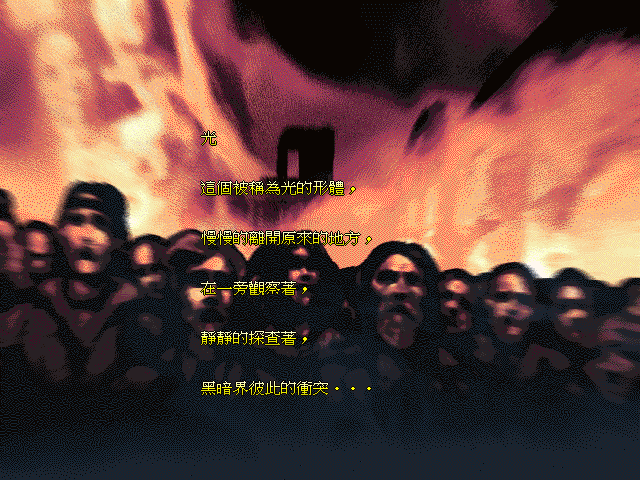 光
這個被稱為光的形體，
慢慢的離開原來的地方，
在一旁觀察著，
靜靜的探查著，
黑暗界彼此的衝突・・・